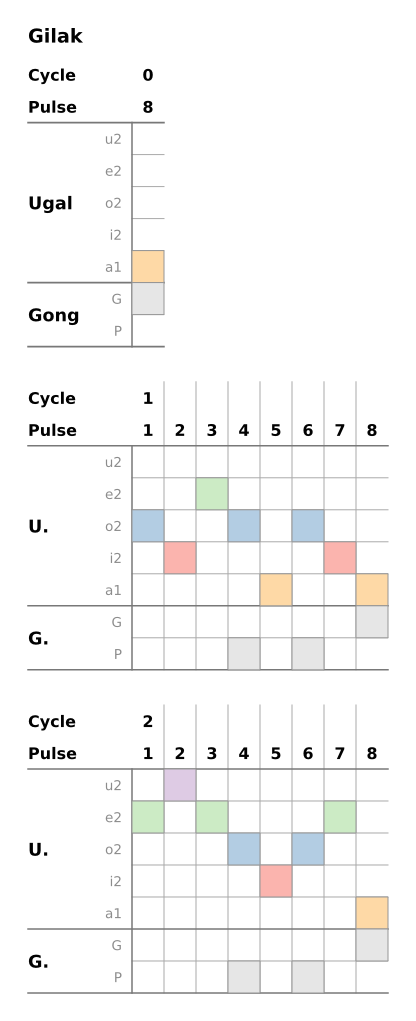 Gilak
Cycle 0
Pulse 8
u2
e2
Ugal o2
i2
a1
Gong G
P
Cycle 1
Pulse 1 2 3 4 5 6 7 8
u2
e2
U. o2
i2
a1
G. G
P
Cycle 2
Pulse 1 2 3 4 5 6 7 8
u2
e2
U. o2
i2
a1
G. G
P